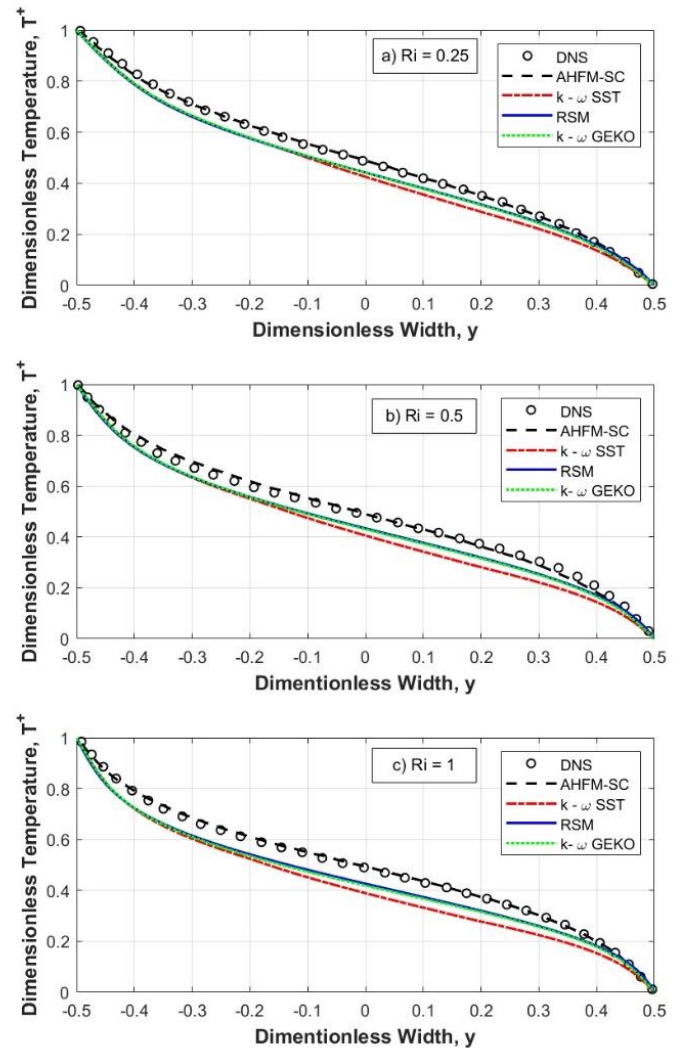 Dimensionless Temperature, T+
1
0.8
0.6
0.4
0.2
0
a) Ri = 0.25
DNS
AHFM-SC
k - ω SST
RSM
k - ω GEKO
-0.5 -0.4 -0.3 -0.2 -0.1 0 0.1 0.2 0.3 0.4 0.5
Dimensionless Width, y
Dimensionless Temperature, T+
1
0.8
0.6
0.4
0.2
0
b) Ri = 0.5
DNS
AHFM-SC
k - ω SST
RSM
k- ω GEKO
-0.5 -0.4 -0.3 -0.2 -0.1 0 0.1 0.2 0.3 0.4 0.5
Dimentionless Width, y
Dimensionless Temperature, T+
1
0.8
0.6
0.4
0.2
0
c) Ri = 1
DNS
AHFM-SC
k - ω SST
RSM
k- ω GEKO
-0.5 -0.4 -0.3 -0.2 -0.1 0 0.1 0.2 0.3 0.4 0.5
Dimentionless Width, y